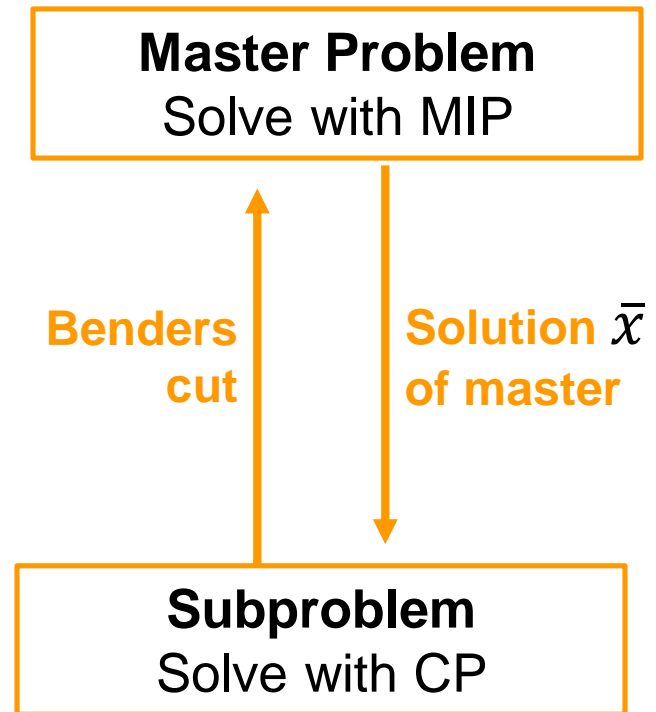 Master Problem
Solve with MIP
Benders
cut
Solution x̄
of master
Subproblem
Solve with CP